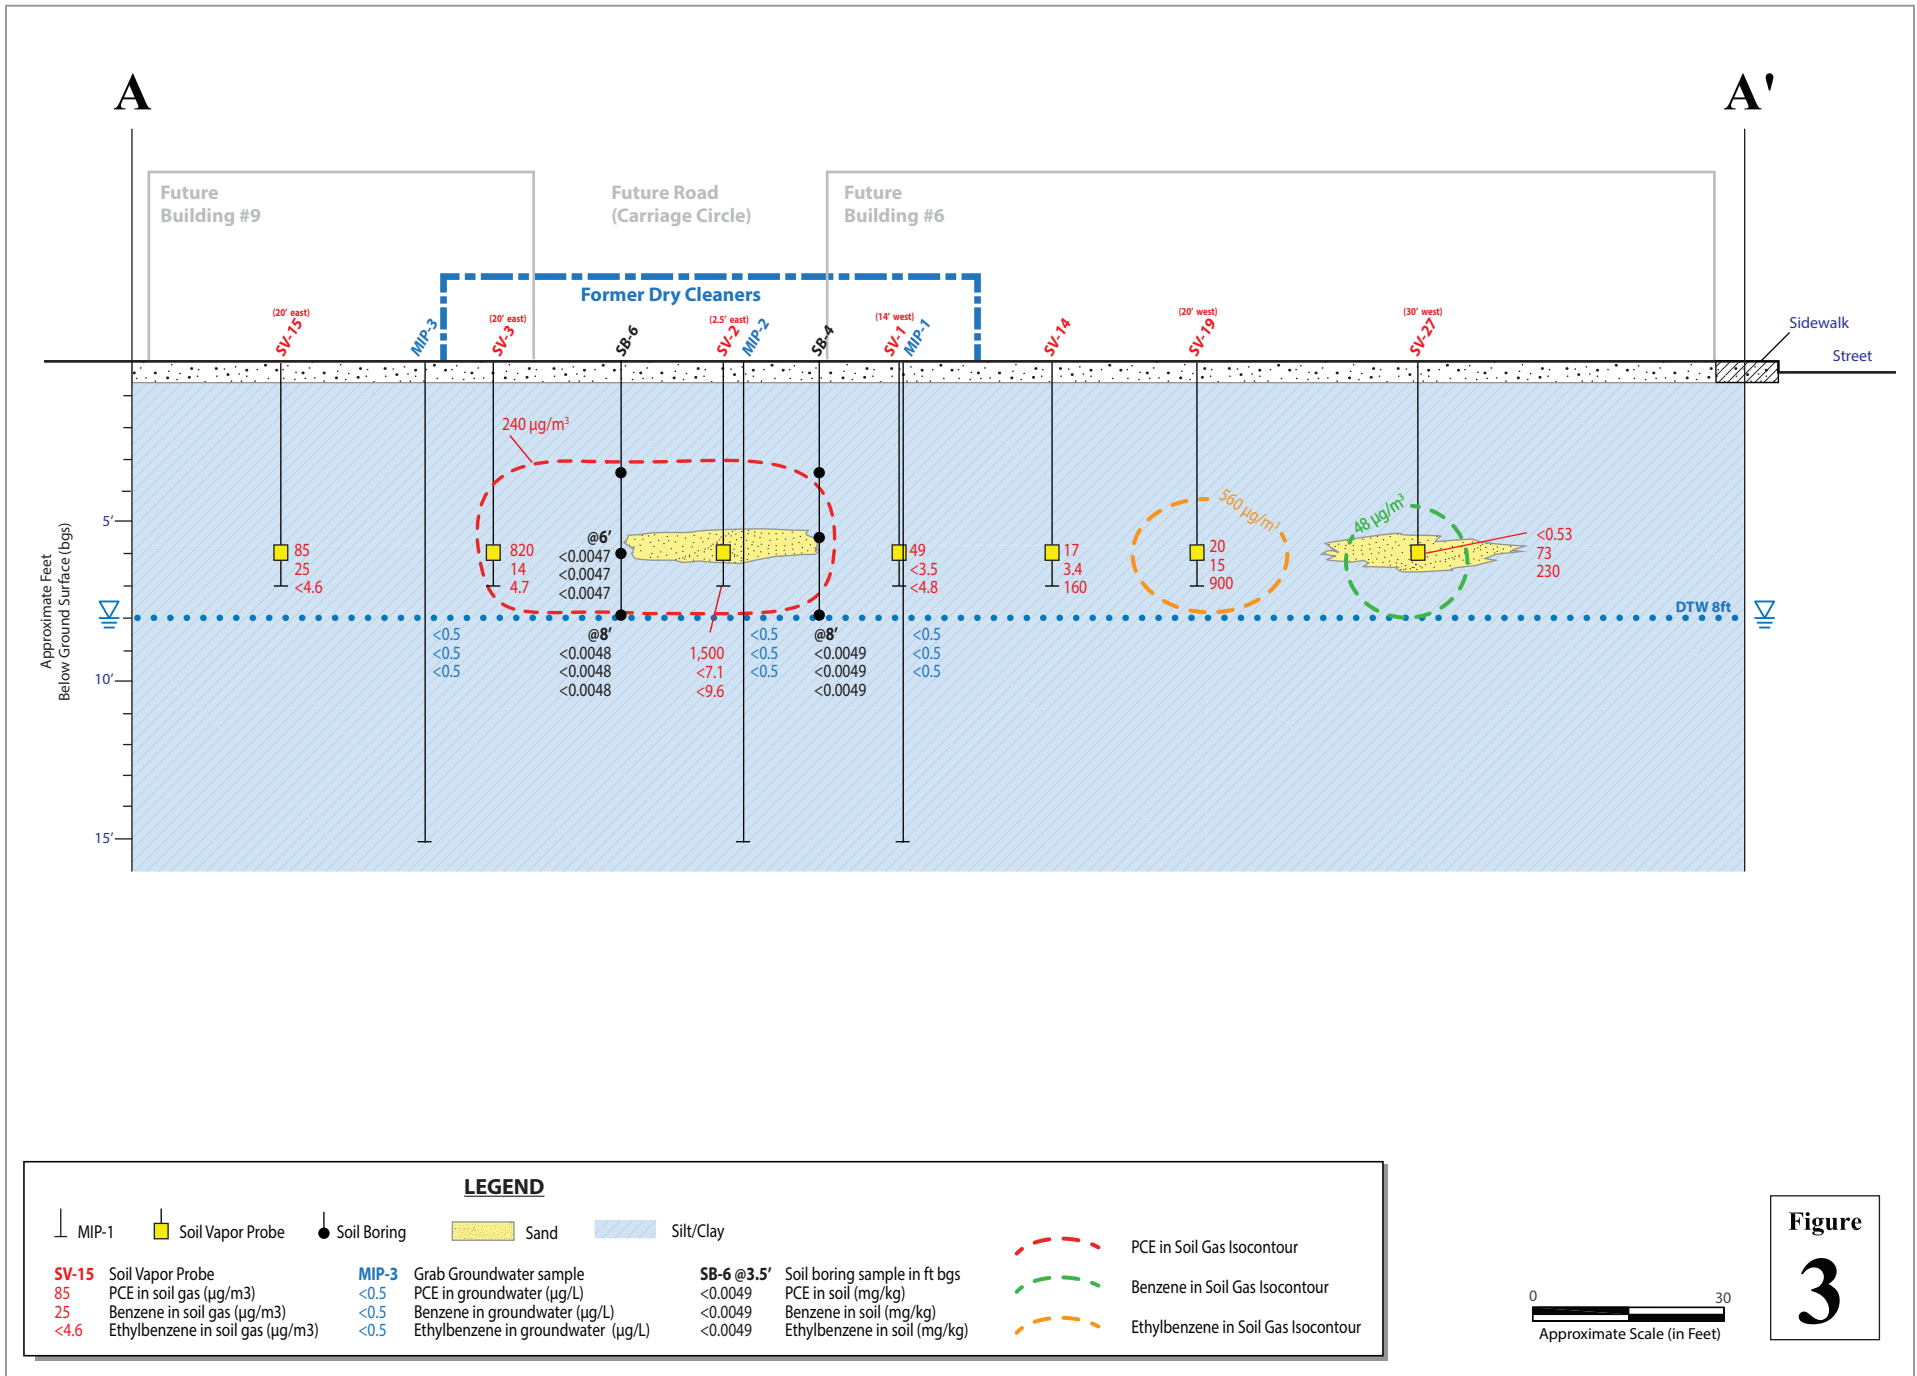 A
A'
Future
Building #9
Future Road
(Carriage Circle)
Future
Building #6
Former Dry Cleaners
(20' east)
SV-15
MIP-3
(20' east)
SV-3
SB-6
(2.5' east)
SV-2
MIP-2
SB-4
(14' west)
SV-1
MIP-1
SV-14
(20' west)
SV-19
(30' west)
SV-27
Sidewalk
Street
240 µg/m³
560 µg/m³
48 µg/m³
Approximate Feet
Below Ground Surface (bgs)
5'
10'
15'
85
25
<4.6
820
14
4.7
@6'
<0.0047
<0.0047
<0.0047
49
<3.5
<4.8
17
3.4
160
20
15
900
<0.53
73
230
DTW 8ft
<0.5
<0.5
<0.5
@8'
<0.0048
<0.0048
<0.0048
1,500
<7.1
<9.6
<0.5
<0.5
<0.5
@8'
<0.0049
<0.0049
<0.0049
<0.5
<0.5
<0.5
LEGEND
MIP-1
Soil Vapor Probe
Soil Boring
Sand
Silt/Clay
SV-15 Soil Vapor Probe
85 PCE in soil gas (µg/m3)
25 Benzene in soil gas (µg/m3)
<4.6 Ethylbenzene in soil gas (µg/m3)
MIP-3 Grab Groundwater sample
<0.5 PCE in groundwater (µg/L)
<0.5 Benzene in groundwater (µg/L)
<0.5 Ethylbenzene in groundwater (µg/L)
SB-6 @3.5' Soil boring sample in ft bgs
<0.0049 PCE in soil (mg/kg)
<0.0049 Benzene in soil (mg/kg)
<0.0049 Ethylbenzene in soil (mg/kg)
PCE in Soil Gas Isocontour
Benzene in Soil Gas Isocontour
Ethylbenzene in Soil Gas Isocontour
0 30
Approximate Scale (in Feet)
Figure
3